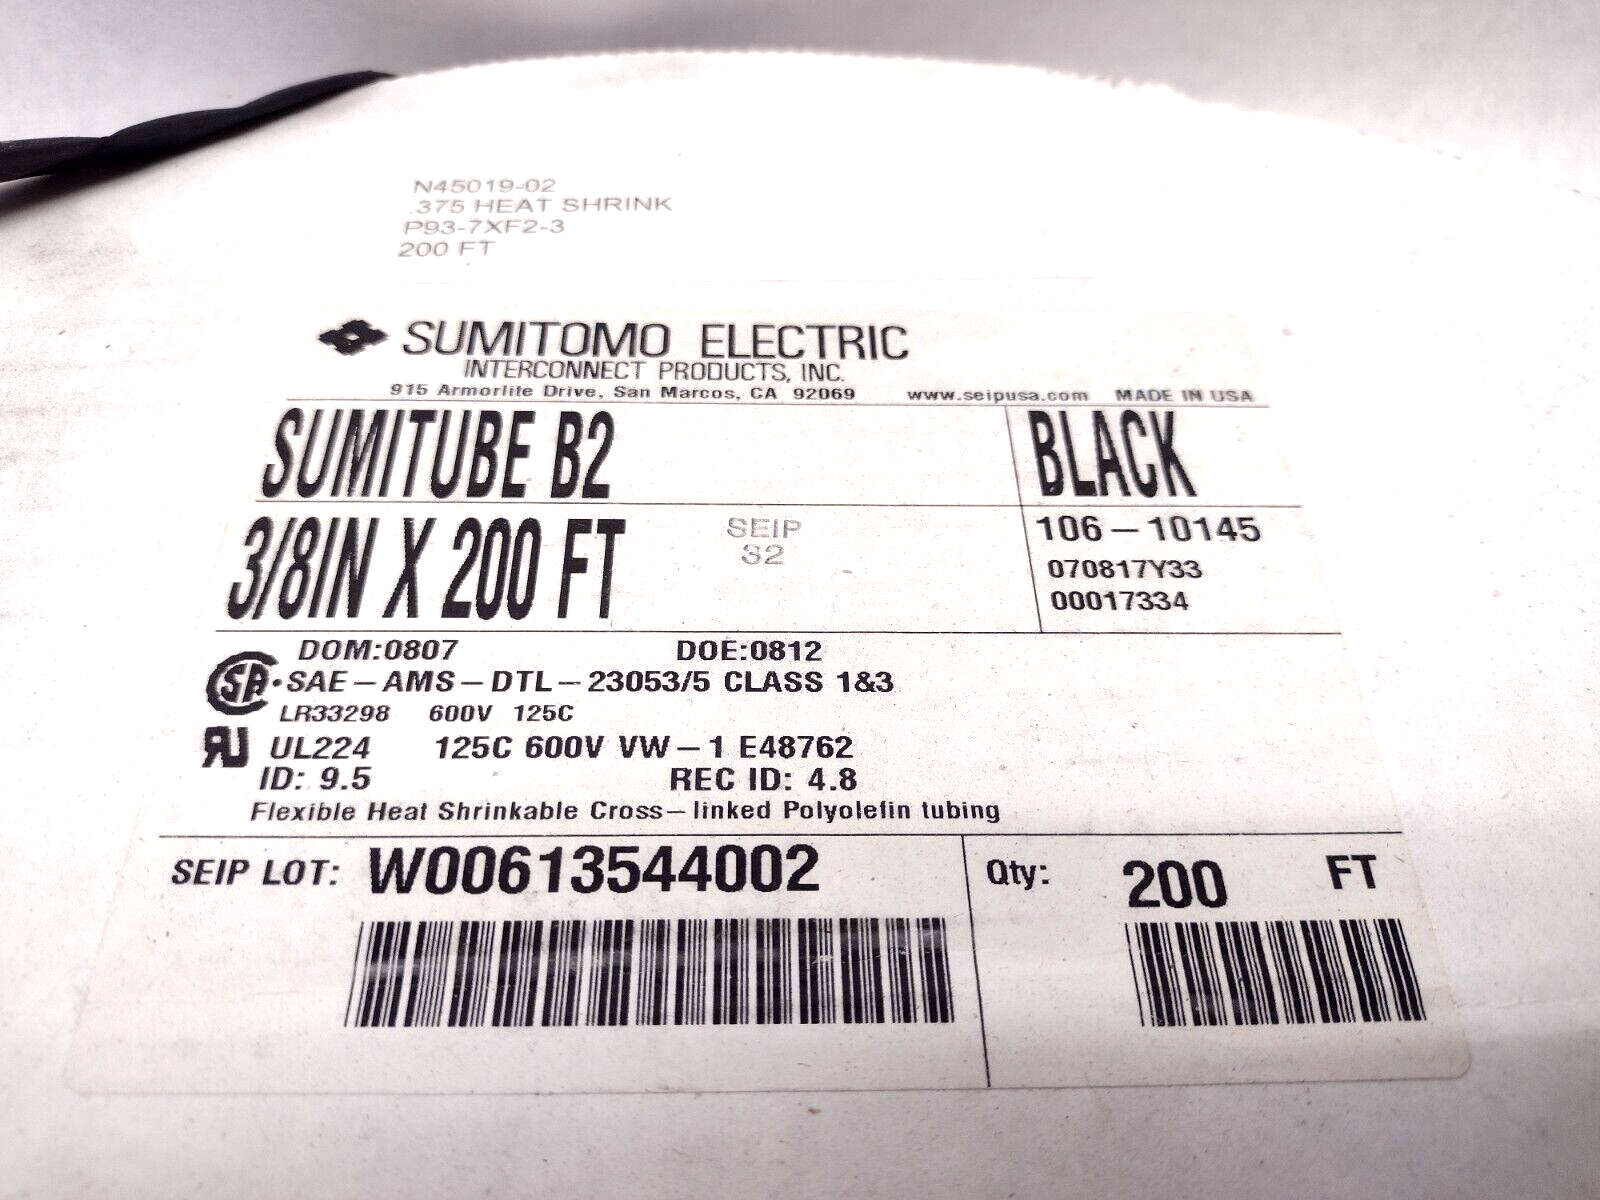 N45019-02
.375 HEAT SHRINK
P93-7XF2-3
200 FT
SUMITOMO ELECTRIC
INTERCONNECT PRODUCTS, INC.
915 Armorlite Drive, San Marcos, CA 92069 www.seipusa.com MADE IN USA
SUMITUBE B2 BLACK
3/8IN X 200 FT
SEIP
S2
106-10145
070817Y33
00017334
DOM:0807 DOE:0812
SAE-AMS-DTL-23053/5 CLASS 1&3
LR33298 600V 125C
UL224 125C 600V VW-1 E48762
ID: 9.5 REC ID: 4.8
Flexible Heat Shrinkable Cross-linked Polyolefin tubing
SEIP LOT: W00613544002 Qty: 200 FT